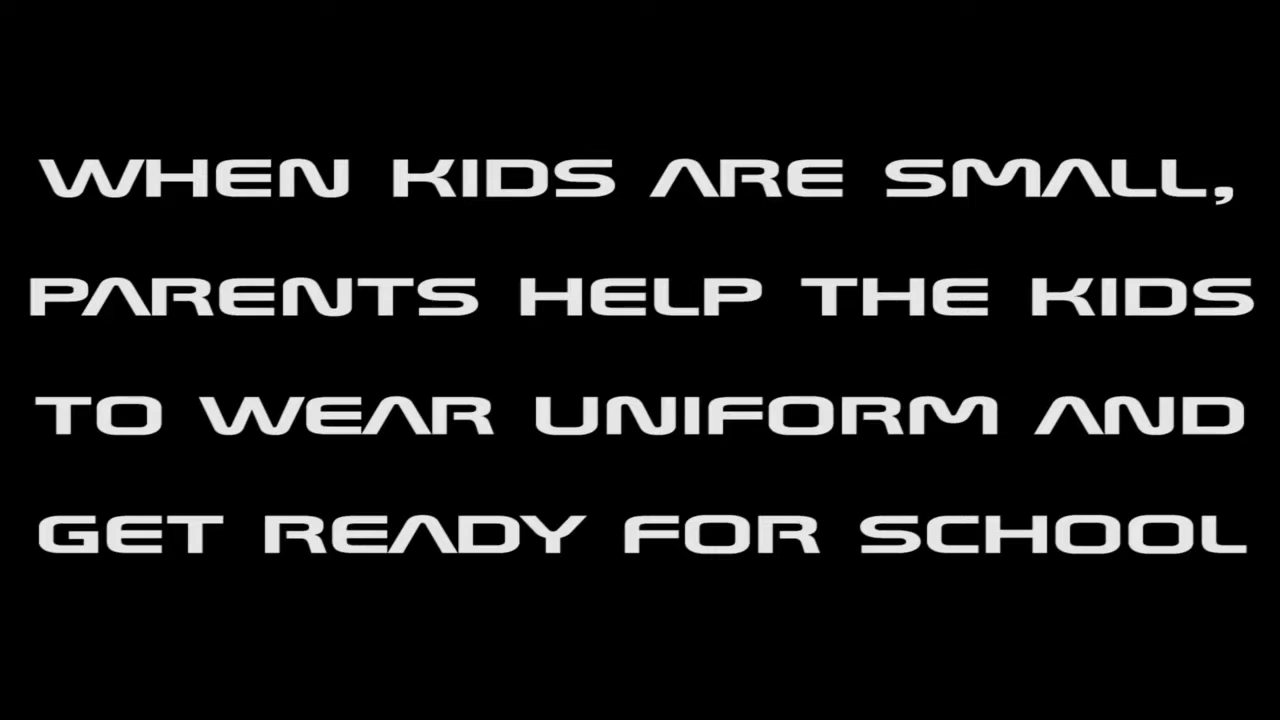 WHEN KIDS ARE SMALL,
PARENTS HELP THE KIDS
TO WEAR UNIFORM AND
GET READY FOR SCHOOL